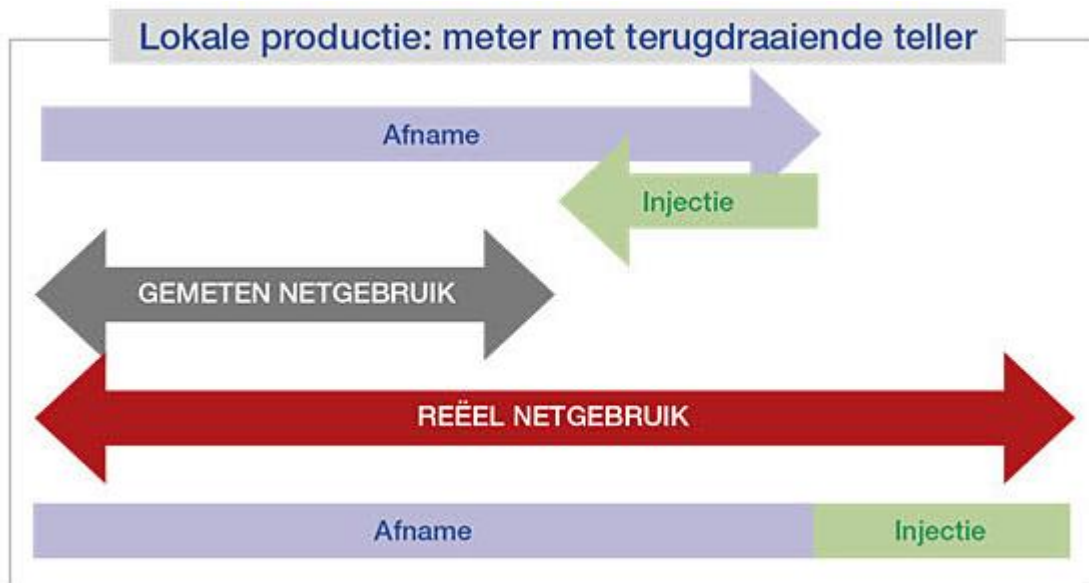 Lokale productie: meter met terugdraaiende teller
Afname
Injectie
GEMETEN NETGEBRUIK
REËEL NETGEBRUIK
Afname Injectie